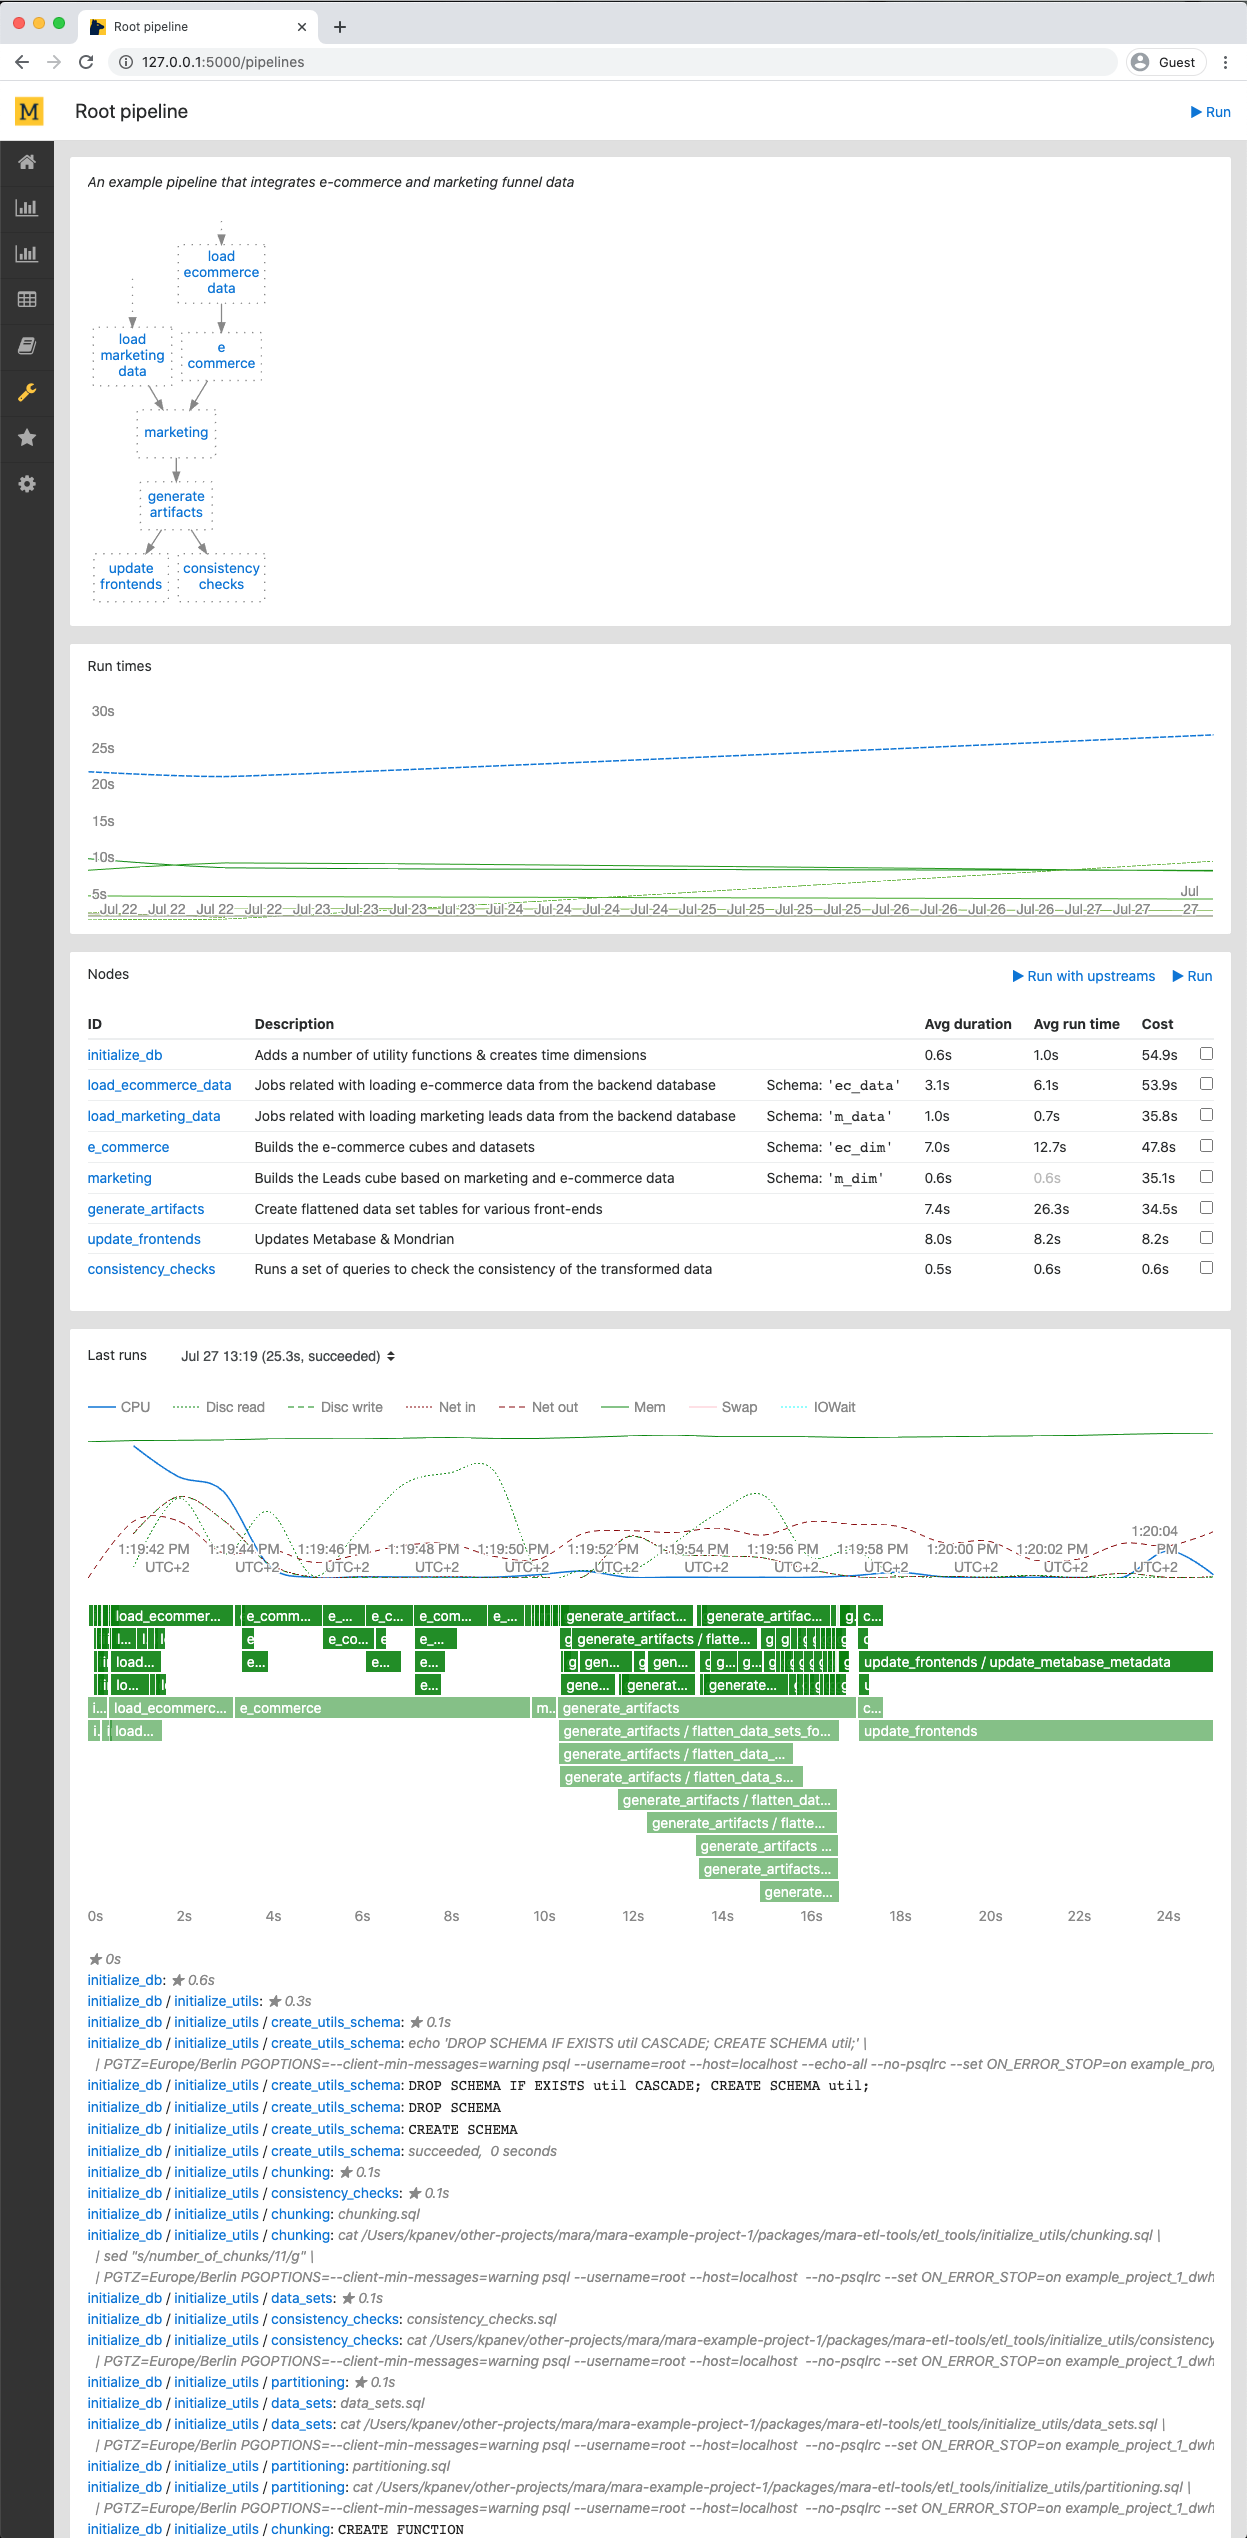 Root pipeline
127.0.0.1:5000/pipelines
Guest
M
Root pipeline
Run
An example pipeline that integrates e-commerce and marketing funnel data
load
ecommerce
data
load
marketing
data
e
commerce
marketing
generate
artifacts
update
frontends
consistency
checks
Run times
30s
25s
20s
15s
10s
5s
Jul 22 Jul 22 Jul 22 Jul 23 Jul 23 Jul 23 Jul 23 Jul 24 Jul 24 Jul 24 Jul 24 Jul 25 Jul 25 Jul 25 Jul 25 Jul 26 Jul 26 Jul 26 Jul 26 Jul 27 Jul 27 Jul 27
Nodes Run with upstreams Run
ID Description Avg duration Avg run time Cost
initialize_db Adds a number of utility functions & creates time dimensions 0.6s 1.0s 54.9s
load_ecommerce_data Jobs related with loading e-commerce data from the backend database Schema: 'ec_data' 3.1s 6.1s 53.9s
load_marketing_data Jobs related with loading marketing leads data from the backend database Schema: 'm_data' 1.0s 0.7s 35.8s
e_commerce Builds the e-commerce cubes and datasets Schema: 'ec_dim' 7.0s 12.7s 47.8s
marketing Builds the Leads cube based on marketing and e-commerce data Schema: 'm_dim' 0.6s 0.6s 35.1s
generate_artifacts Create flattened data set tables for various front-ends 7.4s 26.3s 34.5s
update_frontends Updates Metabase & Mondrian 8.0s 8.2s 8.2s
consistency_checks Runs a set of queries to check the consistency of the transformed data 0.5s 0.6s 0.6s
Last runs Jul 27 13:19 (25.3s, succeeded)
CPU Disc read Disc write Net in Net out Mem Swap IOWait
1:19:42 PM UTC+2 1:19:44 PM UTC+2 1:19:46 PM UTC+2 1:19:48 PM UTC+2 1:19:50 PM UTC+2 1:19:52 PM UTC+2 1:19:54 PM UTC+2 1:19:56 PM UTC+2 1:19:58 PM UTC+2 1:20:00 PM UTC+2 1:20:02 PM UTC+2 1:20:04 PM UTC+2
load_ecommer... e_comm... e_... e_c... e_com... e_... generate_artifact... generate_artifac... g. c...
l... e_co... e_... generate_artifacts / flatte...
load... e... e... e... gen... gen... g... g... update_frontends / update_metabase_metadata
lo... e... gene... generat... generate...
i... load_ecommerc... e_commerce m... generate_artifacts c...
load... generate_artifacts / flatten_data_sets_fo... update_frontends
generate_artifacts / flatten_data_...
generate_artifacts / flatten_data_s...
generate_artifacts / flatten_dat...
generate_artifacts / flatte...
generate_artifacts ...
generate_artifacts...
generate...
0s 2s 4s 6s 8s 10s 12s 14s 16s 18s 20s 22s 24s
★ 0s
initialize_db: ★ 0.6s
initialize_db / initialize_utils: ★ 0.3s
initialize_db / initialize_utils / create_utils_schema: ★ 0.1s
initialize_db / initialize_utils / create_utils_schema: echo 'DROP SCHEMA IF EXISTS util CASCADE; CREATE SCHEMA util;' |
| PGTZ=Europe/Berlin PGOPTIONS=--client-min-messages=warning psql --username=root --host=localhost --echo-all --no-psqlrc --set ON_ERROR_STOP=on example_proj
initialize_db / initialize_utils / create_utils_schema: DROP SCHEMA IF EXISTS util CASCADE; CREATE SCHEMA util;
initialize_db / initialize_utils / create_utils_schema: DROP SCHEMA
initialize_db / initialize_utils / create_utils_schema: CREATE SCHEMA
initialize_db / initialize_utils / create_utils_schema: succeeded, 0 seconds
initialize_db / initialize_utils / chunking: ★ 0.1s
initialize_db / initialize_utils / consistency_checks: ★ 0.1s
initialize_db / initialize_utils / chunking: chunking.sql
initialize_db / initialize_utils / chunking: cat /Users/kpanev/other-projects/mara/mara-example-project-1/packages/mara-etl-tools/etl_tools/initialize_utils/chunking.sql |
| sed "s/number_of_chunks/11/g" |
| PGTZ=Europe/Berlin PGOPTIONS=--client-min-messages=warning psql --username=root --host=localhost --no-psqlrc --set ON_ERROR_STOP=on example_project_1_dwh
initialize_db / initialize_utils / data_sets: ★ 0.1s
initialize_db / initialize_utils / consistency_checks: consistency_checks.sql
initialize_db / initialize_utils / consistency_checks: cat /Users/kpanev/other-projects/mara/mara-example-project-1/packages/mara-etl-tools/etl_tools/initialize_utils/consistency
| PGTZ=Europe/Berlin PGOPTIONS=--client-min-messages=warning psql --username=root --host=localhost --no-psqlrc --set ON_ERROR_STOP=on example_project_1_dwh
initialize_db / initialize_utils / partitioning: ★ 0.1s
initialize_db / initialize_utils / data_sets: data_sets.sql
initialize_db / initialize_utils / data_sets: cat /Users/kpanev/other-projects/mara/mara-example-project-1/packages/mara-etl-tools/etl_tools/initialize_utils/data_sets.sql |
| PGTZ=Europe/Berlin PGOPTIONS=--client-min-messages=warning psql --username=root --host=localhost --no-psqlrc --set ON_ERROR_STOP=on example_project_1_dwh
initialize_db / initialize_utils / partitioning: partitioning.sql
initialize_db / initialize_utils / partitioning: cat /Users/kpanev/other-projects/mara/mara-example-project-1/packages/mara-etl-tools/etl_tools/initialize_utils/partitioning.sql |
| PGTZ=Europe/Berlin PGOPTIONS=--client-min-messages=warning psql --username=root --host=localhost --no-psqlrc --set ON_ERROR_STOP=on example_project_1_dwh
initialize_db / initialize_utils / chunking: CREATE FUNCTION